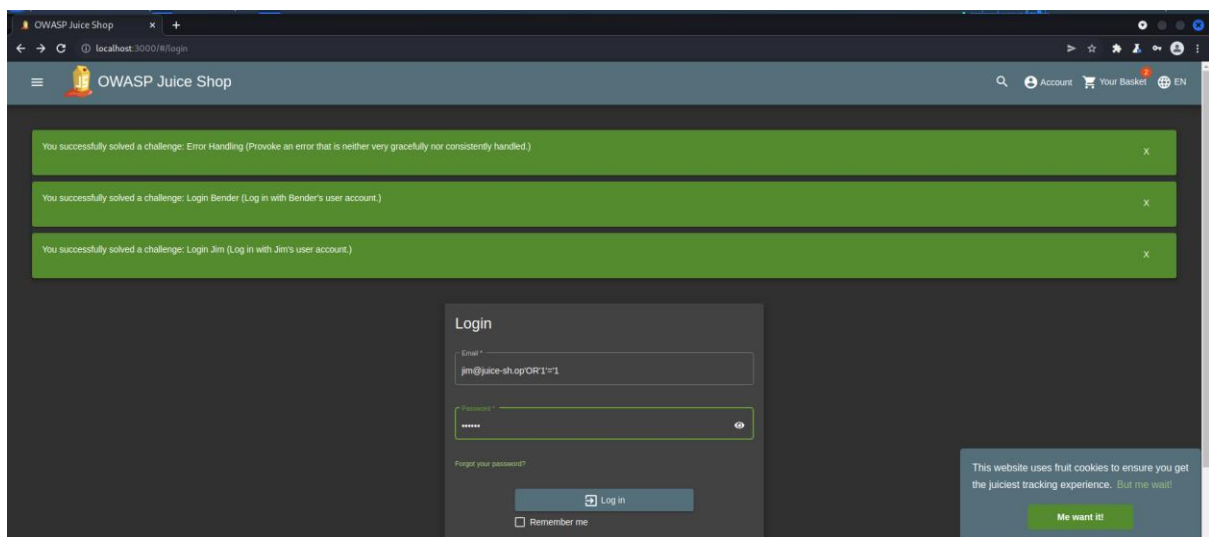 OWASP Juice Shop
localhost:3000/#/login
OWASP Juice Shop
Account
Your Basket
2
EN
You successfully solved a challenge: Error Handling (Provoke an error that is neither very gracefully nor consistently handled.)
X
You successfully solved a challenge: Login Bender (Log in with Bender's user account.)
X
You successfully solved a challenge: Login Jim (Log in with Jim's user account.)
X
Login
Email *
jim@juice-sh.op'OR'1'='1
Password *
••••••
Forgot your password?
Log in
Remember me
This website uses fruit cookies to ensure you get
the juiciest tracking experience. But me wait!
Me want it!